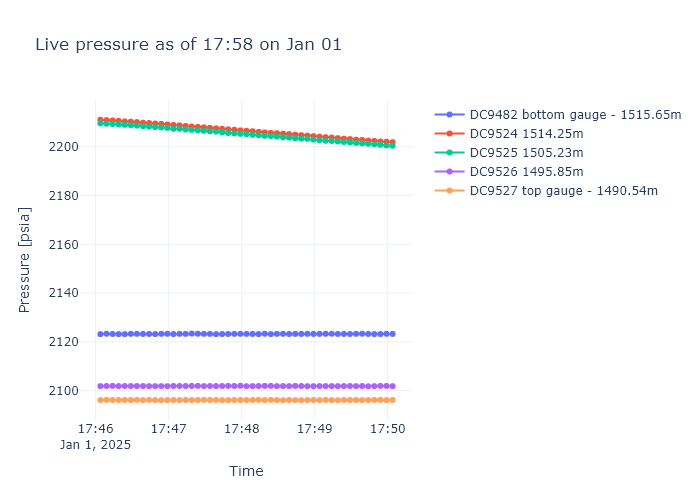 Live pressure as of 17:58 on Jan 01
DC9482 bottom gauge - 1515.65m
DC9524 1514.25m
DC9525 1505.23m
DC9526 1495.85m
DC9527 top gauge - 1490.54m
Pressure [psia]
2200
2180
2160
2140
2120
2100
17:46 17:47 17:48 17:49 17:50
Jan 1, 2025
Time